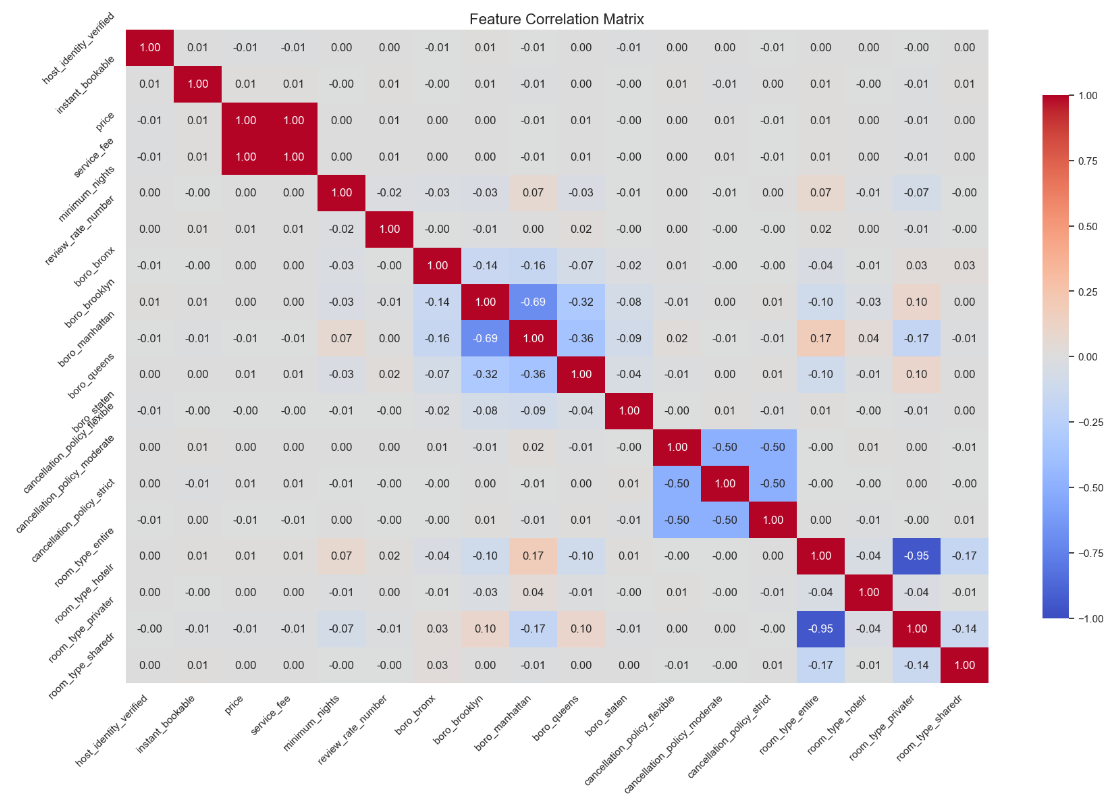 Feature Correlation Matrix
host_identity_verified 1.00 0.01 -0.01 -0.01 0.00 0.00 -0.01 0.01 -0.01 0.00 -0.01 0.00 0.00 -0.01 0.00 0.00 -0.00 0.00
instant_bookable 0.01 1.00 0.01 0.01 -0.00 0.01 -0.00 0.01 -0.00 0.00 -0.00 0.01 -0.01 0.00 0.01 -0.00 -0.01 0.01
price -0.01 0.01 1.00 1.00 0.00 0.01 0.00 0.00 -0.01 0.01 -0.00 0.00 0.01 -0.01 0.01 0.00 -0.01 0.00
service_fee -0.01 0.01 1.00 1.00 0.00 0.01 0.00 0.00 -0.01 0.01 -0.00 0.00 0.01 -0.01 0.01 0.00 -0.01 0.00
minimum_nights 0.00 -0.00 0.00 0.00 1.00 -0.02 -0.03 -0.03 0.07 -0.03 -0.01 0.00 -0.00 -0.00 0.07 -0.01 -0.07 -0.00
review_rate_number 0.00 0.01 0.01 0.01 -0.02 1.00 -0.00 -0.01 0.00 0.02 -0.00 -0.00 0.00 -0.00 0.02 0.00 -0.01 -0.00
boro_bronx -0.01 -0.00 0.00 0.00 -0.03 -0.00 1.00 -0.14 -0.16 -0.07 -0.02 0.01 -0.00 -0.00 -0.04 -0.01 0.03 0.03
boro_brooklyn 0.01 0.01 0.00 0.00 -0.03 -0.01 -0.14 1.00 -0.69 -0.32 -0.08 -0.01 0.00 0.01 -0.10 -0.03 0.10 0.00
boro_manhattan -0.01 -0.00 -0.01 -0.01 0.07 0.00 -0.16 -0.69 1.00 -0.36 -0.09 0.02 -0.01 -0.01 0.17 0.04 -0.17 -0.01
boro_queens 0.00 0.00 0.01 0.01 -0.03 0.02 -0.07 -0.32 -0.36 1.00 -0.04 -0.01 -0.00 0.01 -0.10 -0.01 0.10 0.00
boro_staten -0.01 -0.00 -0.00 -0.00 -0.01 -0.00 -0.02 -0.08 -0.09 -0.04 1.00 -0.00 0.01 -0.01 0.01 -0.00 -0.01 0.00
cancellation_policy_flexible 0.00 0.01 0.00 0.00 0.00 -0.00 0.01 -0.01 0.02 -0.01 -0.00 1.00 -0.50 -0.50 -0.00 0.01 0.00 -0.01
cancellation_policy_moderate 0.00 -0.01 0.01 0.01 -0.00 0.00 -0.00 0.00 -0.01 -0.00 0.01 -0.50 1.00 -0.50 -0.00 -0.00 0.00 -0.00
cancellation_policy_strict -0.01 0.00 -0.01 -0.01 -0.00 -0.00 -0.00 0.01 -0.01 0.01 -0.01 -0.50 -0.50 1.00 0.00 -0.01 -0.00 0.01
room_type_entire 0.00 0.01 0.01 0.01 0.07 0.02 -0.04 -0.10 0.17 -0.10 0.01 -0.00 -0.00 0.00 1.00 -0.04 -0.95 -0.17
room_type_hotelr 0.00 -0.00 0.00 0.00 -0.01 0.00 -0.01 -0.03 0.04 -0.01 -0.00 0.01 -0.00 -0.01 -0.04 1.00 -0.04 -0.01
room_type_privater -0.00 -0.01 -0.01 -0.01 -0.07 -0.01 0.03 0.10 -0.17 0.10 -0.01 0.00 0.00 -0.00 -0.95 -0.04 1.00 -0.14
room_type_sharedr 0.00 0.01 0.00 0.00 -0.00 -0.00 0.03 0.00 -0.01 0.00 0.00 -0.01 -0.00 0.01 -0.17 -0.01 -0.14 1.00
host_identity_verified instant_bookable price service_fee minimum_nights review_rate_number boro_bronx boro_brooklyn boro_manhattan boro_queens boro_staten cancellation_policy_flexible cancellation_policy_moderate cancellation_policy_strict room_type_entire room_type_hotelr room_type_privater room_type_sharedr
1.00
0.75
0.50
0.25
0.00
−0.25
−0.50
−0.75
−1.00